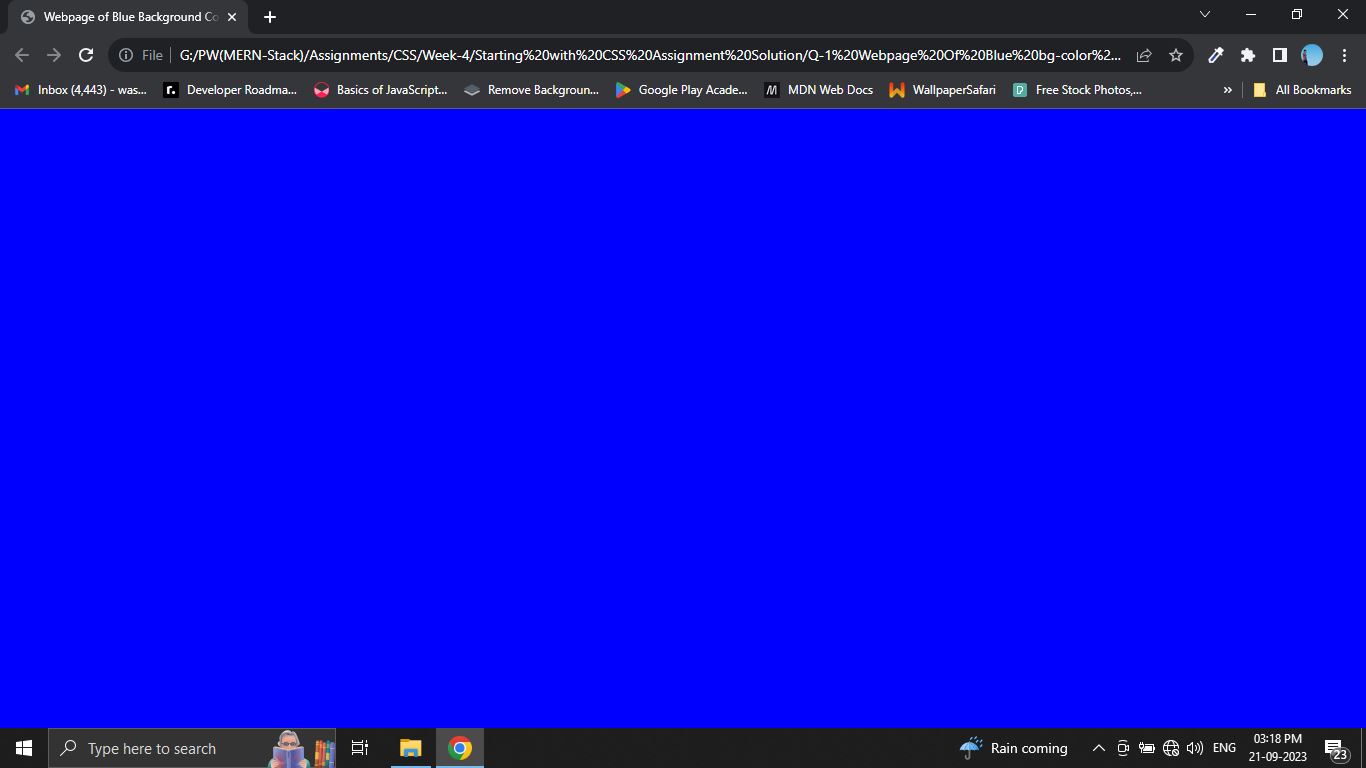 Webpage of Blue Background Co
File
G:/PW(MERN-Stack)/Assignments/CSS/Week-4/Starting%20with%20CSS%20Assignment%20Solution/Q-1%20Webpage%20Of%20Blue%20bg-color%2...
Inbox (4,443) - was...
Developer Roadma...
Basics of JavaScript...
Remove Backgroun...
Google Play Acade...
MDN Web Docs
WallpaperSafari
Free Stock Photos,...
»
All Bookmarks
Type here to search
Rain coming
ENG
03:18 PM
21-09-2023
23